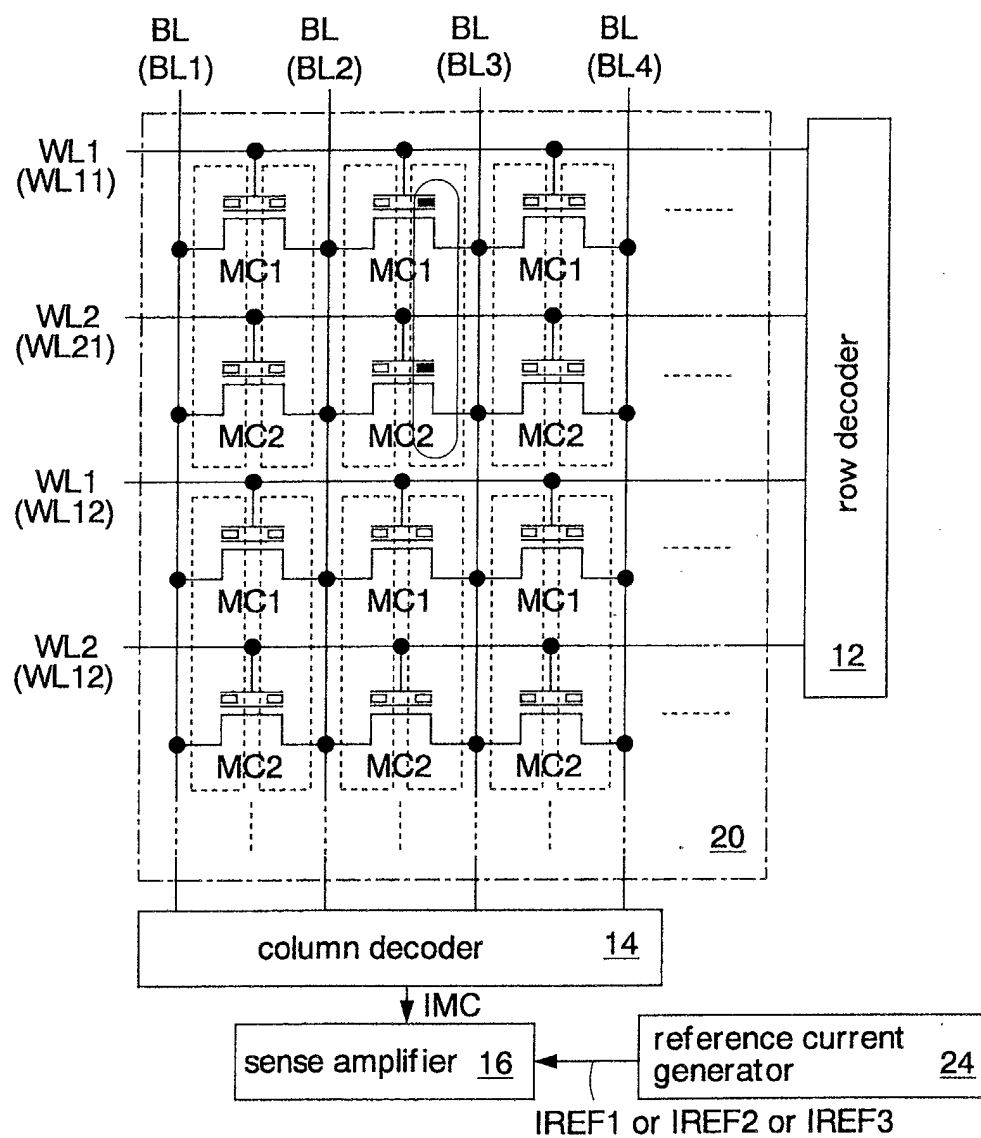 BL BL BL BL
(BL1) (BL2) (BL3) (BL4)
WL1
(WL11)
MC1 MC1 MC1
WL2
(WL21)
MC2 MC2 MC2
WL1
(WL12)
MC1 MC1 MC1
WL2
(WL12)
MC2 MC2 MC2
row decoder
12
20
column decoder 14
IMC
sense amplifier 16
reference current
generator 24
IREF1 or IREF2 or IREF3